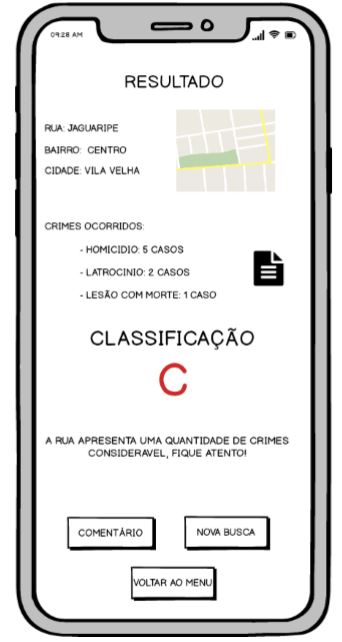 09:28 AM
RESULTADO
RUA: JAGUARIPE
BAIRRO: CENTRO
CIDADE: VILA VELHA
CRIMES OCORRIDOS:
- HOMICIDIO: 5 CASOS
- LATROCINIO: 2 CASOS
- LESÃO COM MORTE: 1 CASO
CLASSIFICAÇÃO
C
A RUA APRESENTA UMA QUANTIDADE DE CRIMES
CONSIDERAVEL, FIQUE ATENTO!
COMENTÁRIO
NOVA BUSCA
VOLTAR AO MENU